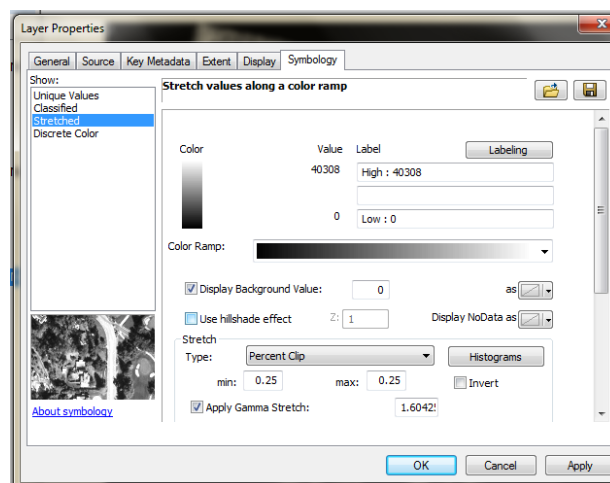 Layer Properties
General Source Key Metadata Extent Display Symbology
Show:
Unique Values
Classified
Stretched
Discrete Color
Stretch values along a color ramp
Color Value Label Labeling
40308 High : 40308
0 Low : 0
Color Ramp:
Display Background Value: 0 as
Use hillshade effect Z: 1 Display NoData as
Stretch
Type: Percent Clip Histograms
min: 0.25 max: 0.25 Invert
Apply Gamma Stretch: 1.6042
About symbology
OK Cancel Apply